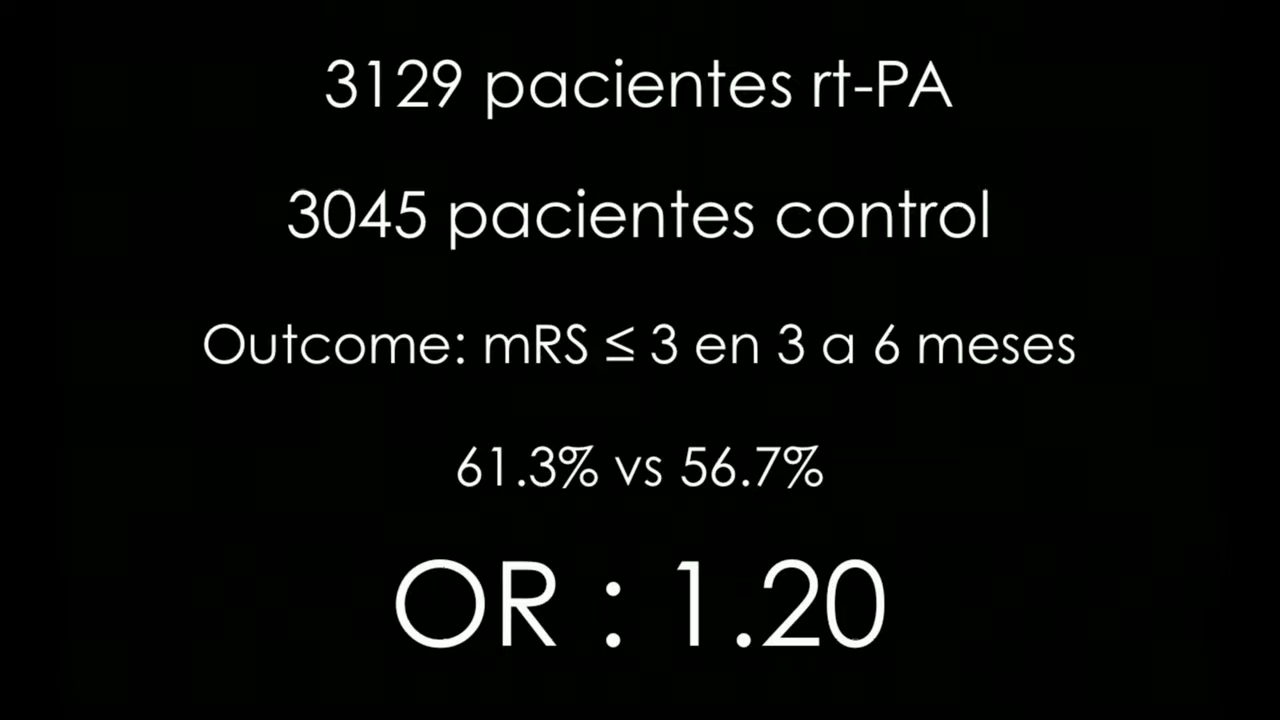 3129 pacientes rt-PA
3045 pacientes control
Outcome: mRS ≤ 3 en 3 a 6 meses
61.3% vs 56.7%
OR : 1.20